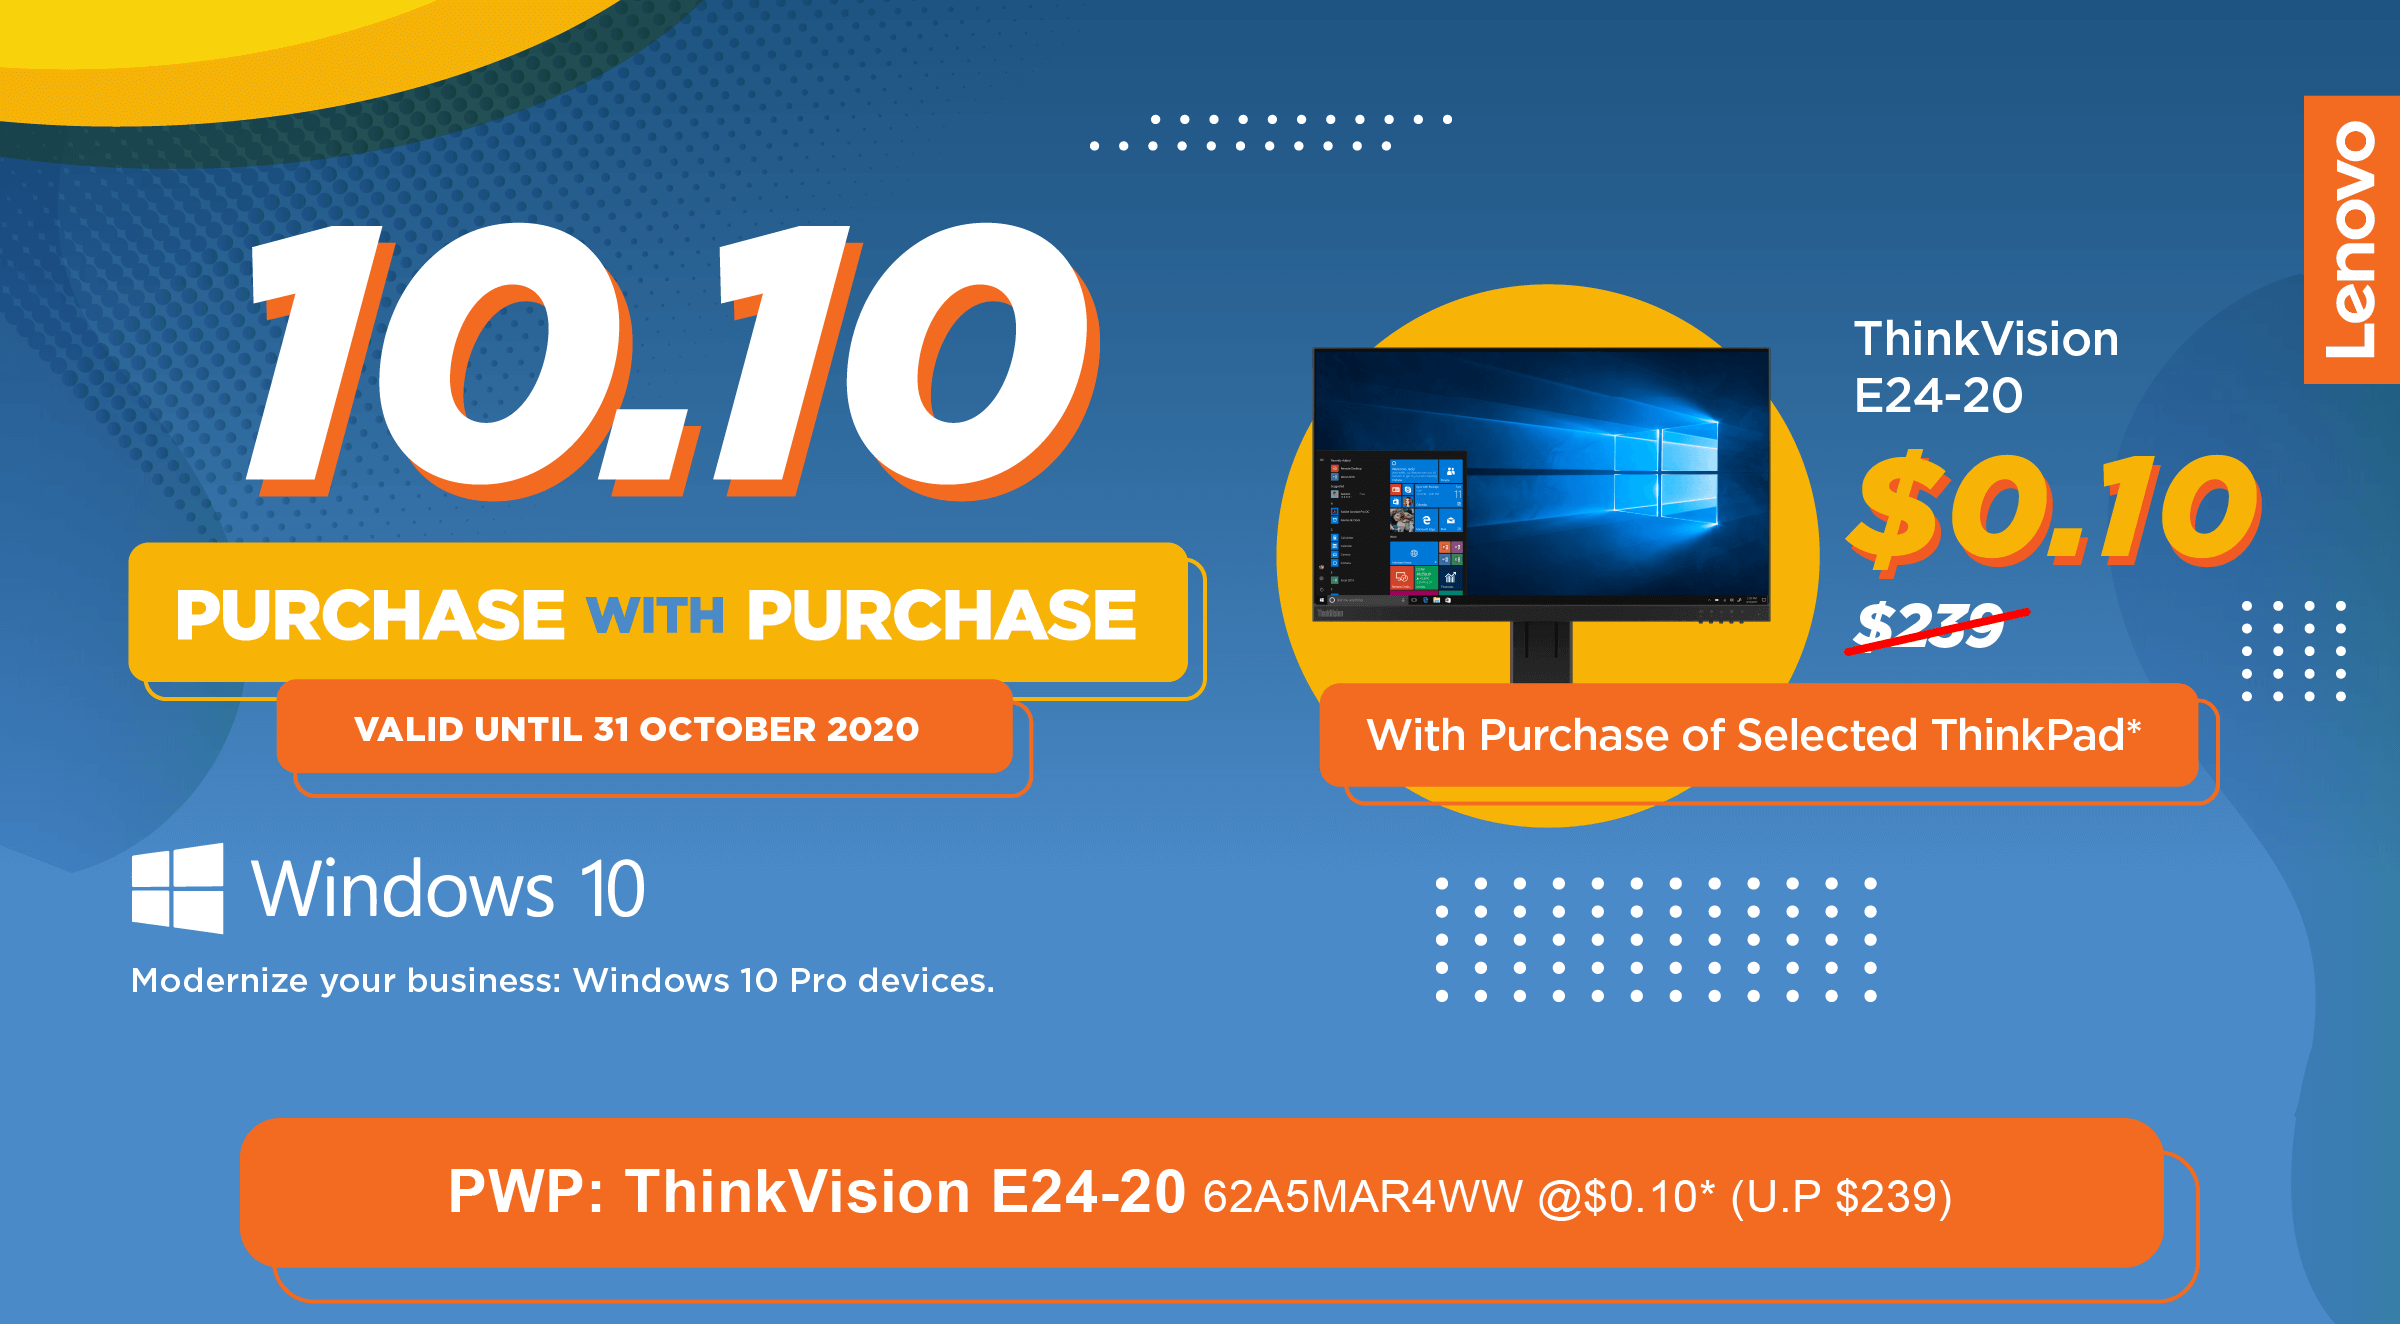 Lenovo
10.10
PURCHASE WITH PURCHASE
VALID UNTIL 31 OCTOBER 2020
ThinkVision
E24-20
$0.10
$239
With Purchase of Selected ThinkPad*
Windows 10
Modernize your business: Windows 10 Pro devices.
PWP: ThinkVision E24-20 62A5MAR4WW @$0.10* (U.P $239)